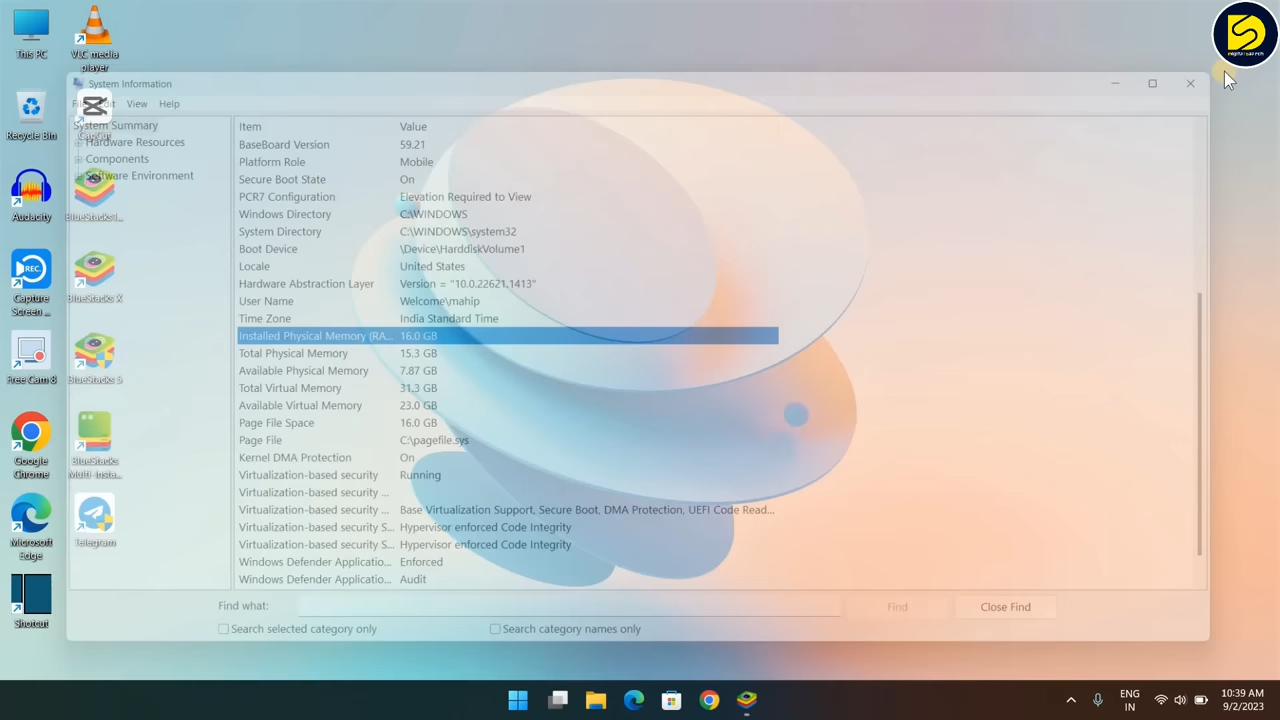 This PC
VLC media
player
Recycle Bin
CapCut
Audacity
BlueStacks I...
Capture
Screen ...
BlueStacks X
Free Cam 8
BlueStacks 5
Google
Chrome
BlueStacks
Multi-Insta...
Microsoft
Edge
Telegram
Shotcut
System Information
File Edit View Help
System Summary
Hardware Resources
Components
Software Environment
Item Value
BaseBoard Version 59.21
Platform Role Mobile
Secure Boot State On
PCR7 Configuration Elevation Required to View
Windows Directory C:\WINDOWS
System Directory C:\WINDOWS\system32
Boot Device \Device\HarddiskVolume1
Locale United States
Hardware Abstraction Layer Version = "10.0.22621.1413"
User Name Welcome\mahip
Time Zone India Standard Time
Installed Physical Memory (RA... 16.0 GB
Total Physical Memory 15.3 GB
Available Physical Memory 7.87 GB
Total Virtual Memory 31.3 GB
Available Virtual Memory 23.0 GB
Page File Space 16.0 GB
Page File C:\pagefile.sys
Kernel DMA Protection On
Virtualization-based security Running
Virtualization-based security ...
Virtualization-based security ... Base Virtualization Support, Secure Boot, DMA Protection, UEFI Code Read...
Virtualization-based security S... Hypervisor enforced Code Integrity
Virtualization-based security S... Hypervisor enforced Code Integrity
Windows Defender Applicatio... Enforced
Windows Defender Applicatio... Audit
Find what: Find Close Find
Search selected category only Search category names only
REC
ENG
IN
10:39 AM
9/2/2023